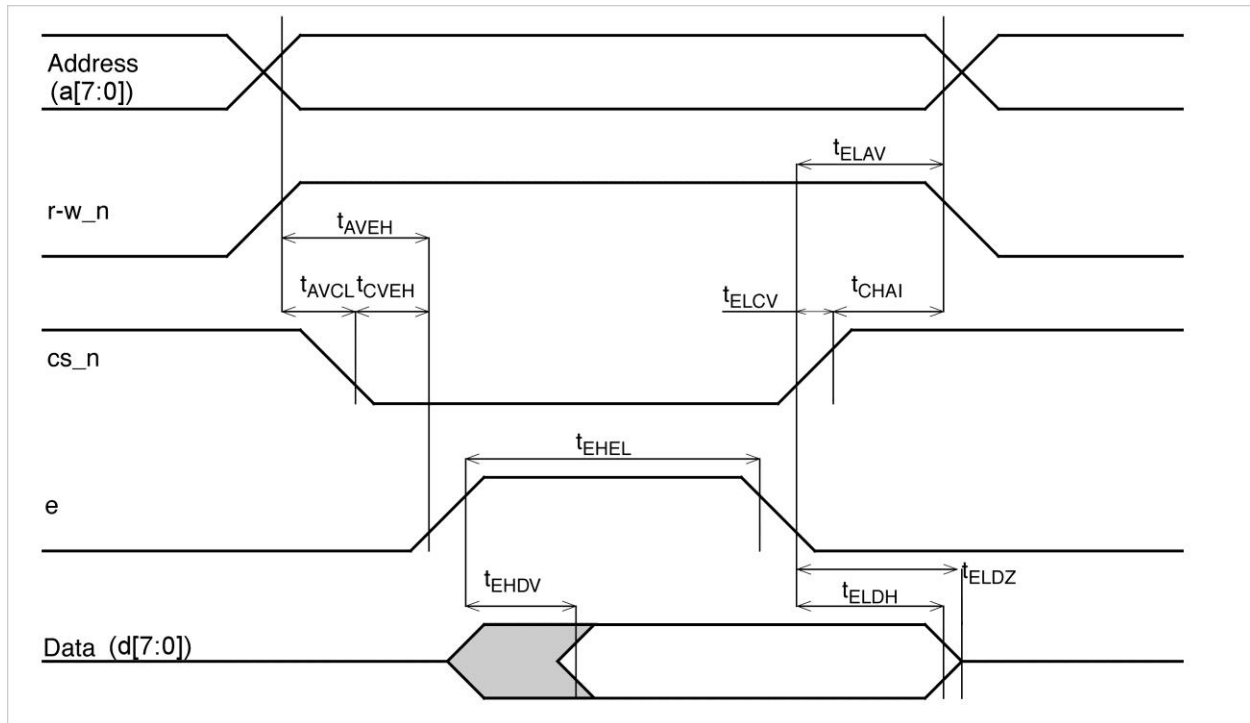 Address
(a[7:0])
tELAV
r-w_n
tAVEH
tAVCL tCVEH
tELCV
tCHAI
cs_n
tEHEL
e
tEHDV
tELDZ
tELDH
Data (d[7:0])